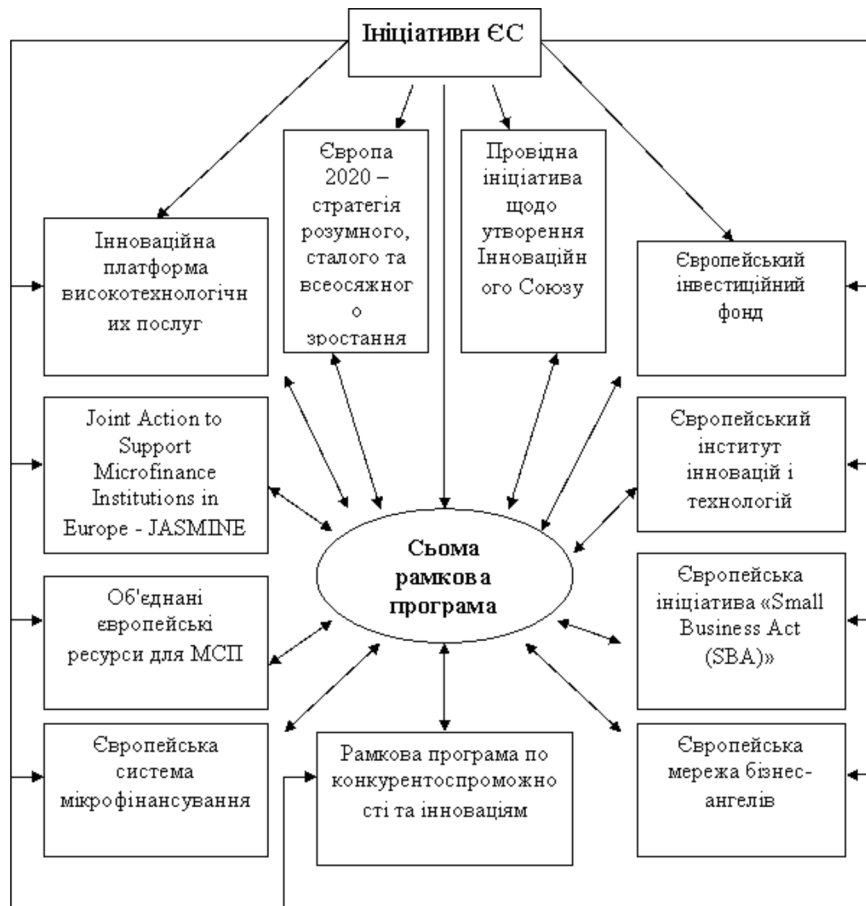 Ініціативи ЄС
Європа
2020 –
стратегія
розумного,
сталого та
всеосяжног
о
зростання
Провідна
ініціатива
щодо
утворення
Інноваційн
ого Союзу
Інноваційна
платформа
високотехнологічн
их послуг
Європейський
інвестиційний
фонд
Joint Action to
Support
Microfinance
Institutions in
Europe - JASMINE
Європейський
інститут
інновацій і
технологій
Сьома
рамкова
програма
Об'єднані
європейські
ресурси для МСП
Європейська
ініціатива «Small
Business Act
(SBA)»
Європейська
система
мікрофінансування
Рамкова програма по
конкурентоспроможно
сті та інноваціям
Європейська
мережа бізнес-
ангелів